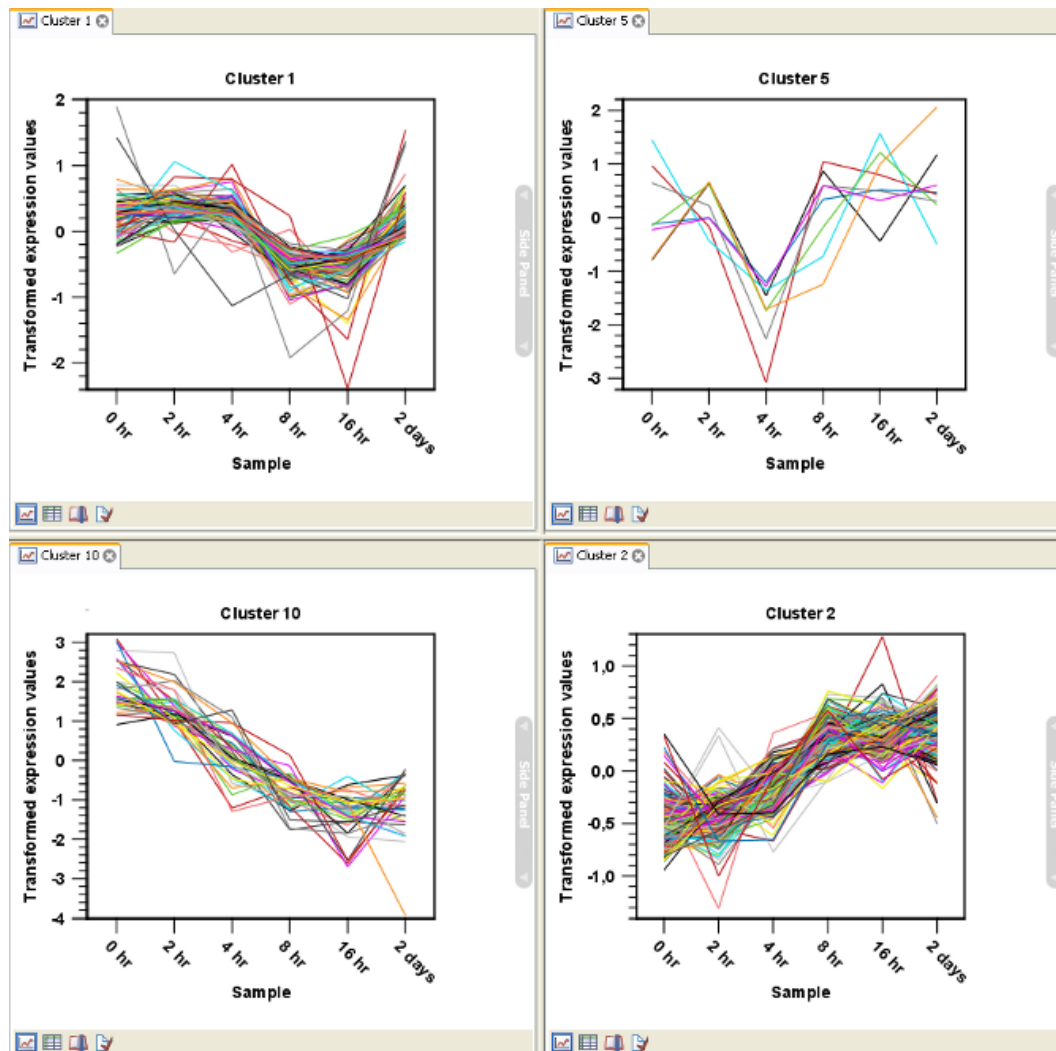 Cluster 1
Cluster 1
Transformed expression values
2
1
0
-1
-2
0 hr
2 hr
4 hr
8 hr
16 hr
2 days
Sample
Side Panel
Cluster 5
Cluster 5
Transformed expression values
2
1
0
-1
-2
-3
0 hr
2 hr
4 hr
8 hr
16 hr
2 days
Sample
Cluster 10
Cluster 10
Transformed expression values
3
2
1
0
-1
-2
-3
-4
0 hr
2 hr
4 hr
8 hr
16 hr
2 days
Sample
Side Panel
Cluster 2
Cluster 2
Transformed expression values
1,0
0,5
0,0
-0,5
-1,0
0 hr
2 hr
4 hr
8 hr
16 hr
2 days
Sample